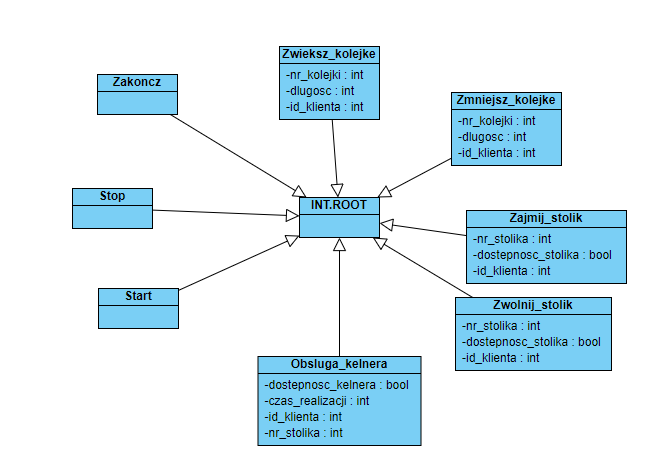 Zwieksz_kolejke
-nr_kolejki : int
-dlugosc : int
-id_klienta : int
Zakoncz
Zmniejsz_kolejke
-nr_kolejki : int
-dlugosc : int
-id_klienta : int
Stop
INT.ROOT
Zajmij_stolik
-nr_stolika : int
-dostepnosc_stolika : bool
-id_klienta : int
Start
Zwolnij_stolik
-nr_stolika : int
-dostepnosc_stolika : bool
-id_klienta : int
Obsluga_kelnera
-dostepnosc_kelnera : bool
-czas_realizacji : int
-id_klienta : int
-nr_stolika : int